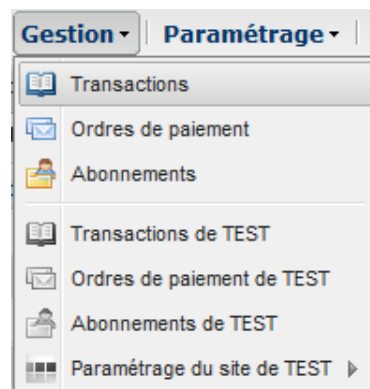 Gestion Paramétrage
Transactions
Ordres de paiement
Abonnements
Transactions de TEST
Ordres de paiement de TEST
Abonnements de TEST
Paramétrage du site de TEST